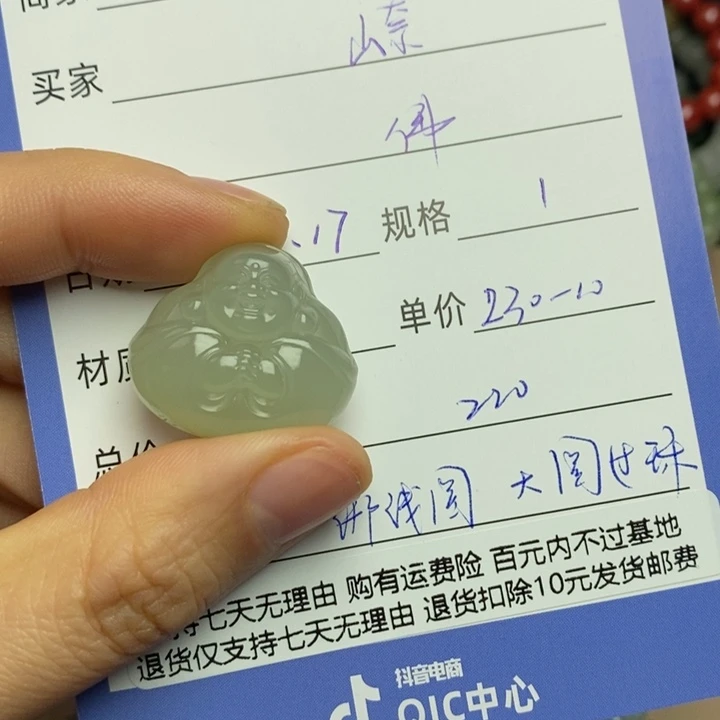 买家 山奈
佛
.17 规格 1
单价 230-10
材质
总价 220
线圈 大圆过珠
持七天无理由 购有运费险 百元内不过基地
退货仅支持七天无理由 退货扣除10元发货邮费
抖音电商
QIC中心